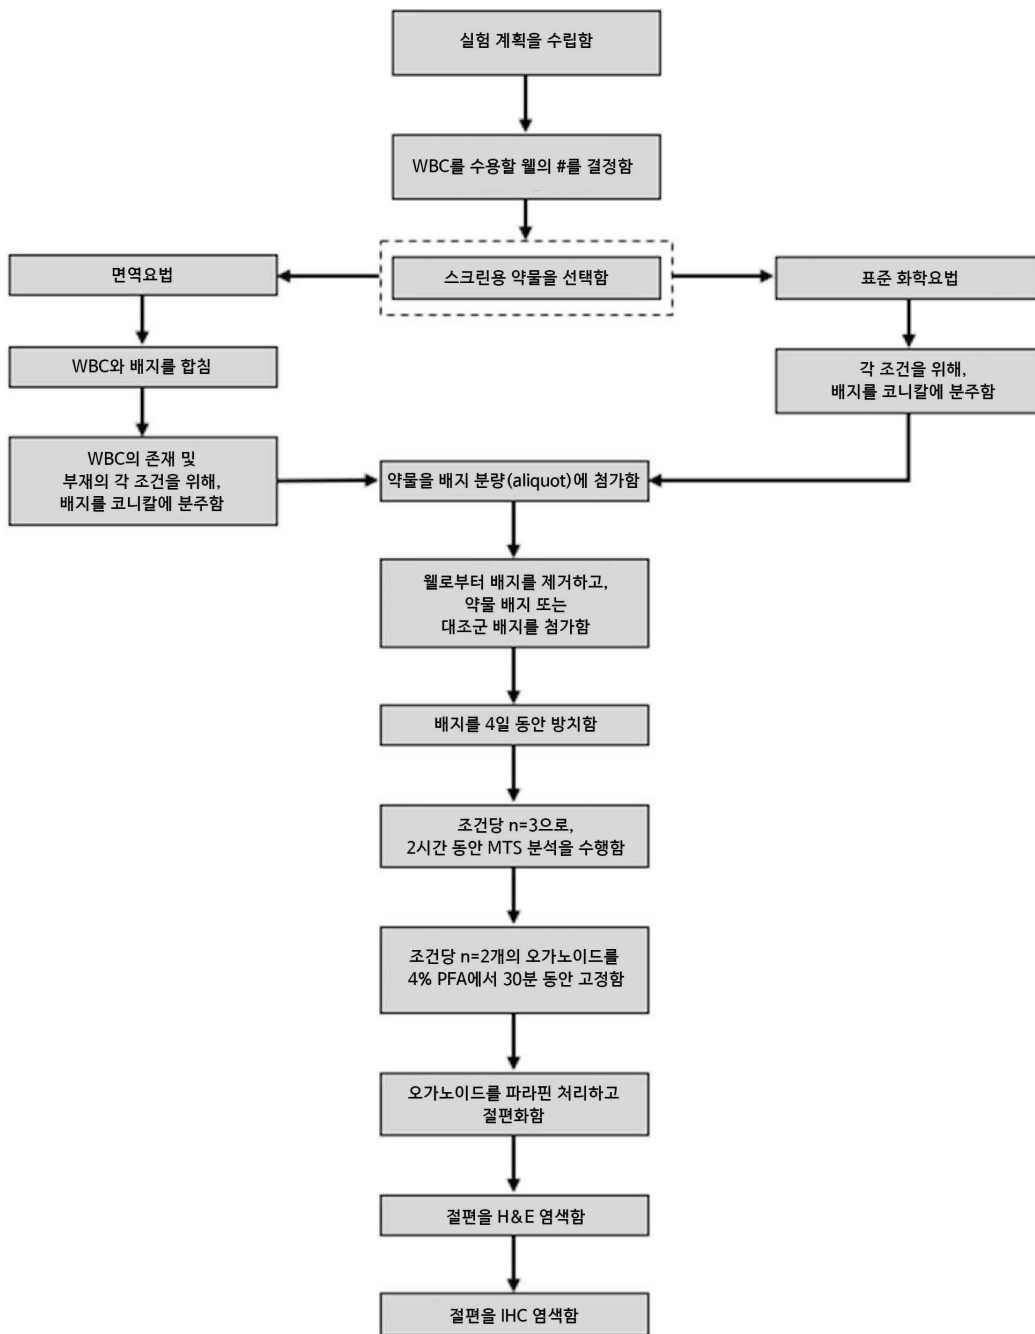 실험 계획을 수립함
WBC를 수용할 웰의 #를 결정함
스크린용 약물을 선택함
면역요법
WBC와 배지를 합침
WBC의 존재 및
부재의 각 조건을 위해,
배지를 코니칼에 분주함
표준 화학요법
각 조건을 위해,
배지를 코니칼에 분주함
약물을 배지 분량(aliquot)에 첨가함
웰로부터 배지를 제거하고,
약물 배지 또는
대조군 배지를 첨가함
배지를 4일 동안 방치함
조건당 n=3으로,
2시간 동안 MTS 분석을 수행함
조건당 n=2개의 오가노이드를
4% PFA에서 30분 동안 고정함
오가노이드를 파라핀 처리하고
절편화함
절편을 H&E 염색함
절편을 IHC 염색함